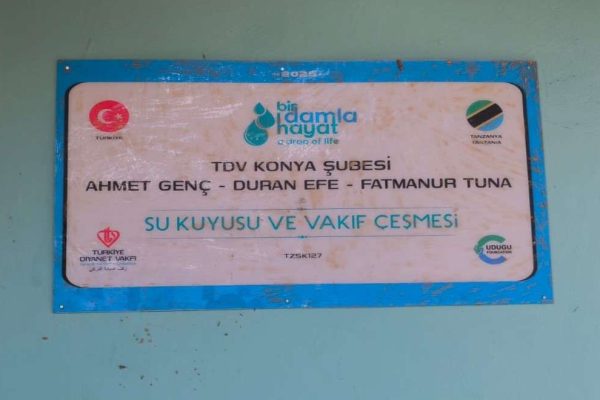 2025
bir
damla
hayat
a drop of life
TÜRKİYE
TANZANYA
TANZANIA
TDV KONYA ŞUBESİ
AHMET GENÇ - DURAN EFE - FATMANUR TUNA
SU KUYUSU VE VAKIF ÇEŞMESİ
TÜRKİYE
DİYANET VAKFI
TZSK127
UDUGU
FOUNDATION